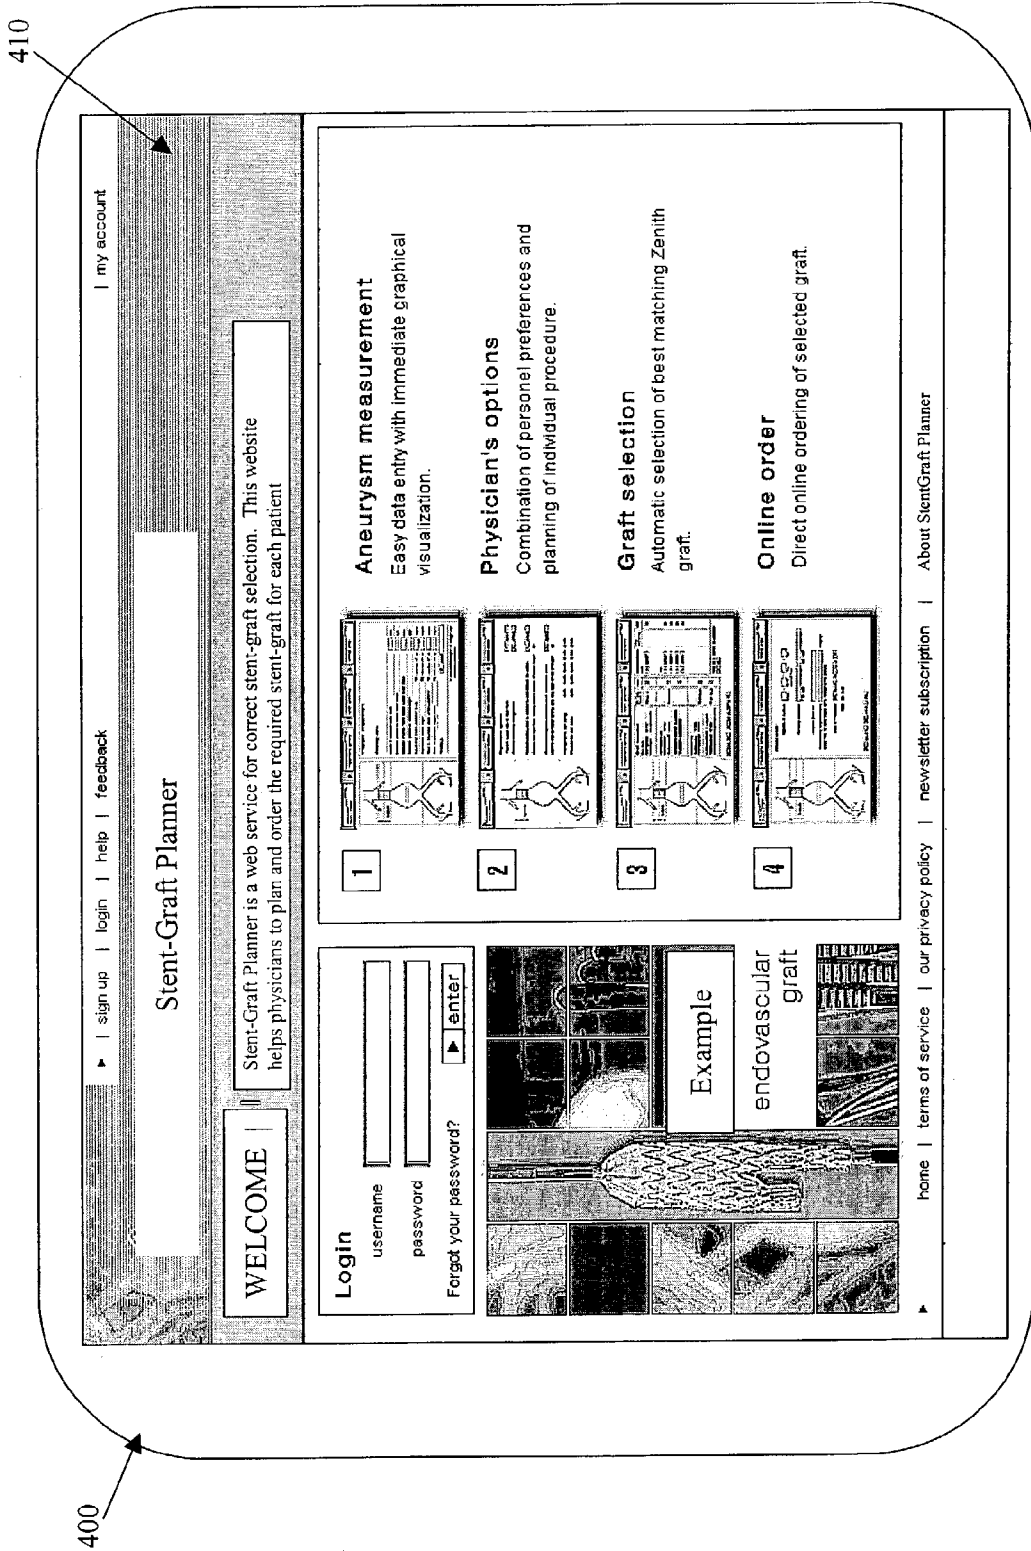 410
400
▸ | sign up | login | help | feedback | my account
Stent-Graft Planner
WELCOME |
Stent-Graft Planner is a web service for correct stent-graft selection. This website
helps physicians to plan and order the required stent-graft for each patient
Login
username
password
Forgot your password? ▸ enter
Example
endovascular
graft
1
Aneurysm measurement
Easy data entry with immediate graphical
visualization.
2
Physician's options
Combination of personel preferences and
planning of individual procedure.
3
Graft selection
Automatic selection of best matching Zenith
graft.
4
Online order
Direct online ordering of selected graft.
▸ home | terms of service | our privacy policy | newsletter subscription | About StentGraft Planner